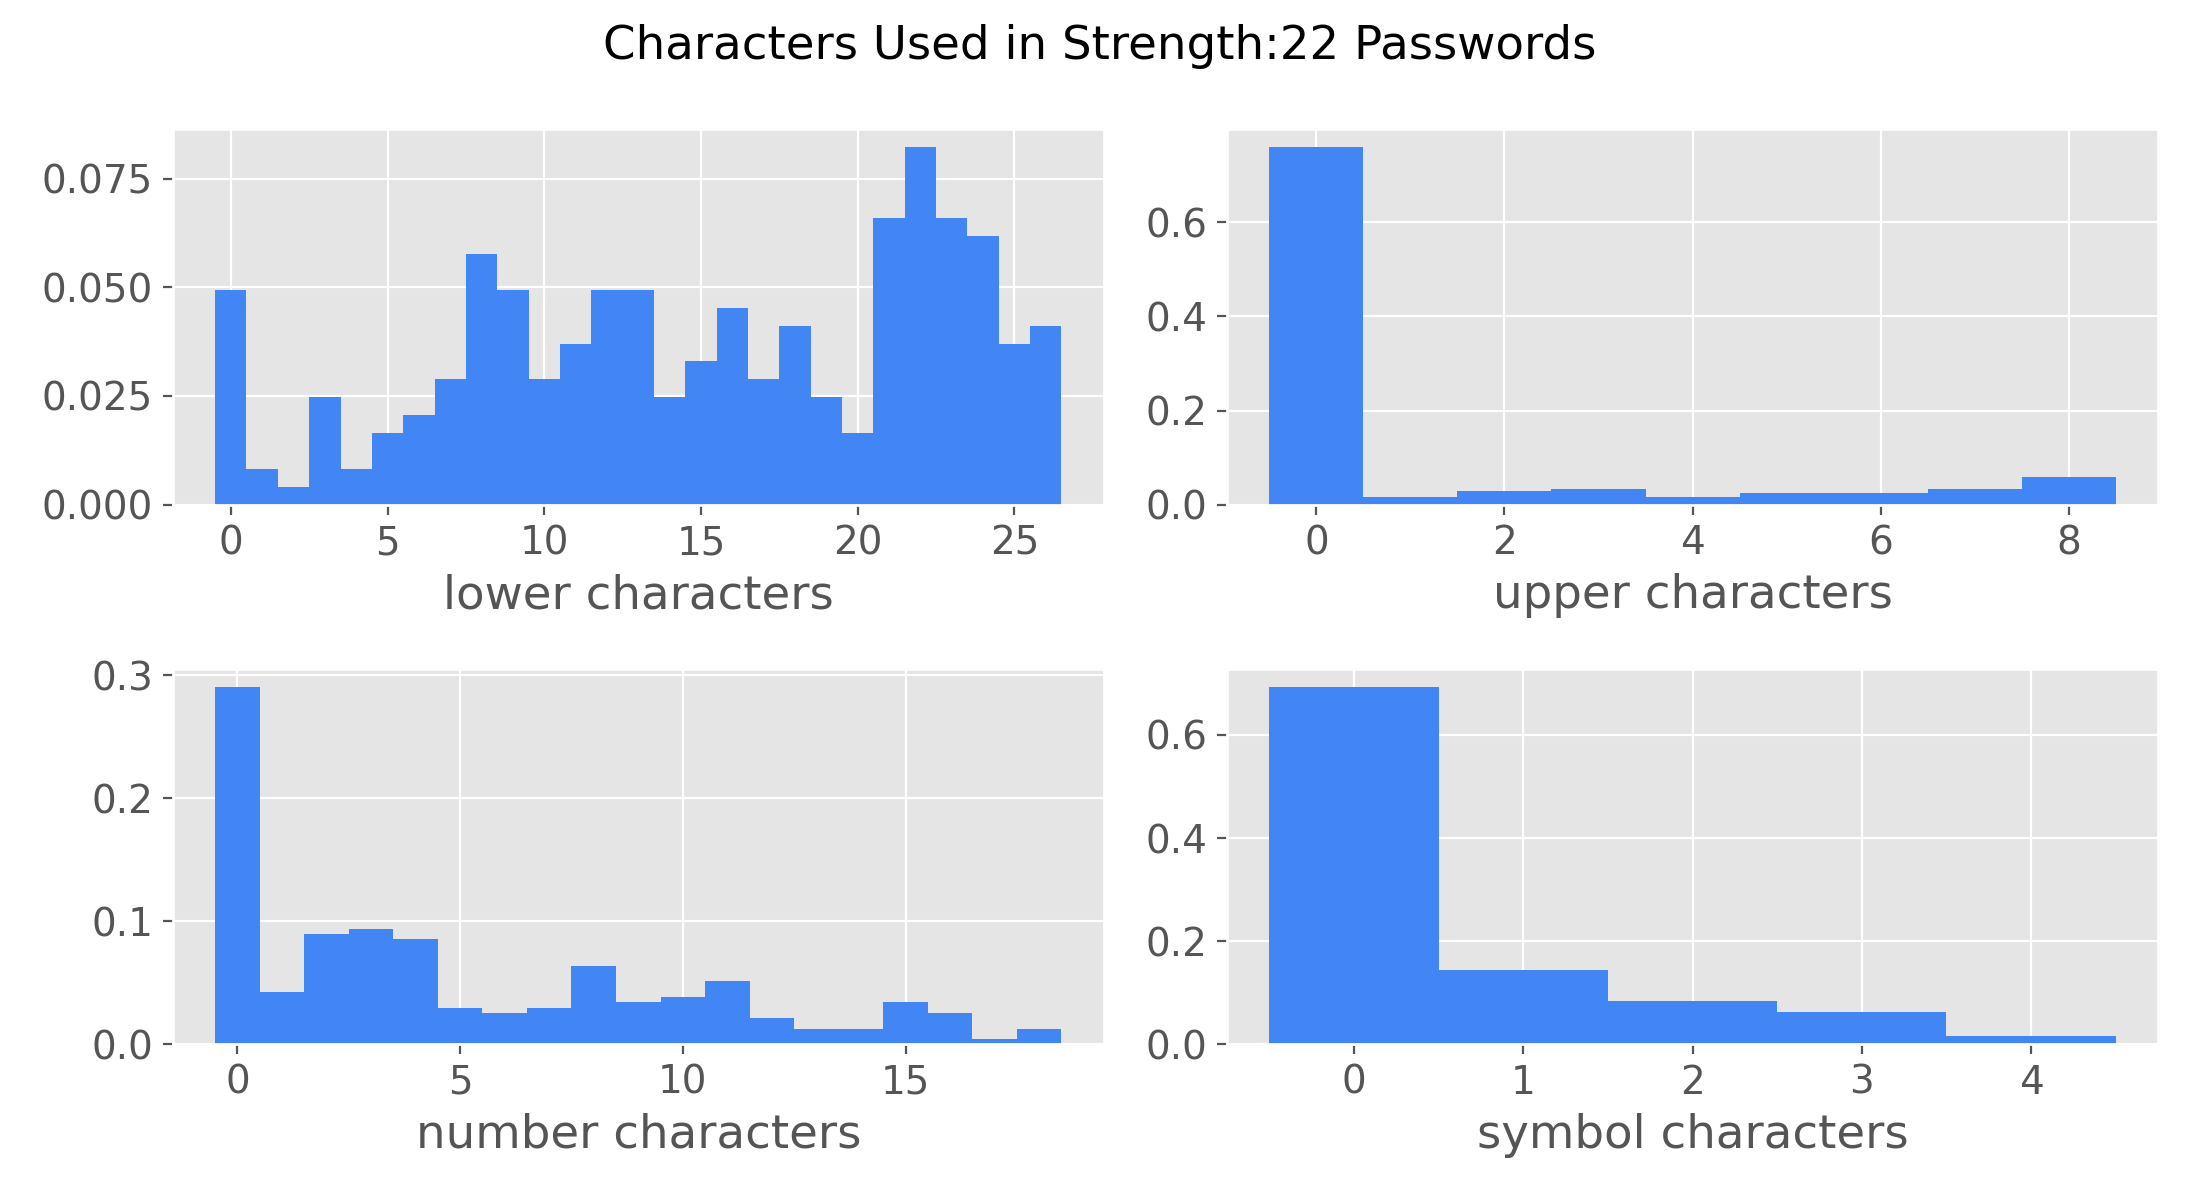 Characters Used in Strength:22 Passwords
0.075
0.050
0.025
0.000
0 5 10 15 20 25
lower characters
0.6
0.4
0.2
0.0
0 2 4 6 8
upper characters
0.3
0.2
0.1
0.0
0 5 10 15
number characters
0.6
0.4
0.2
0.0
0 1 2 3 4
symbol characters